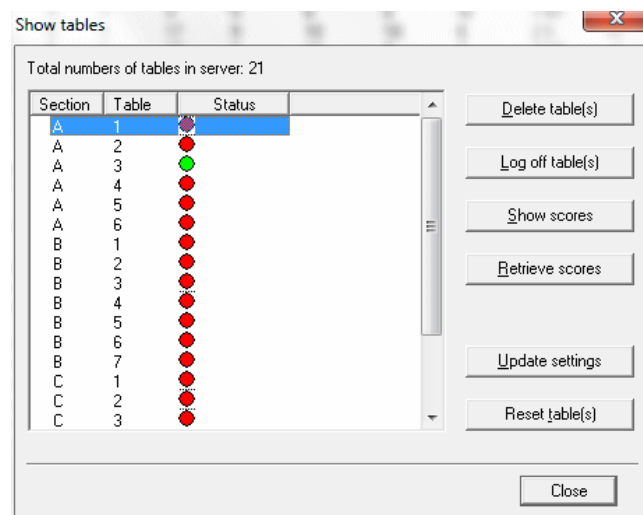 Show tables
Total numbers of tables in server: 21
Section Table Status
A 1
A 2
A 3
A 4
A 5
A 6
B 1
B 2
B 3
B 4
B 5
B 6
B 7
C 1
C 2
C 3
Delete table(s)
Log off table(s)
Show scores
Retrieve scores
Update settings
Reset table(s)
Close